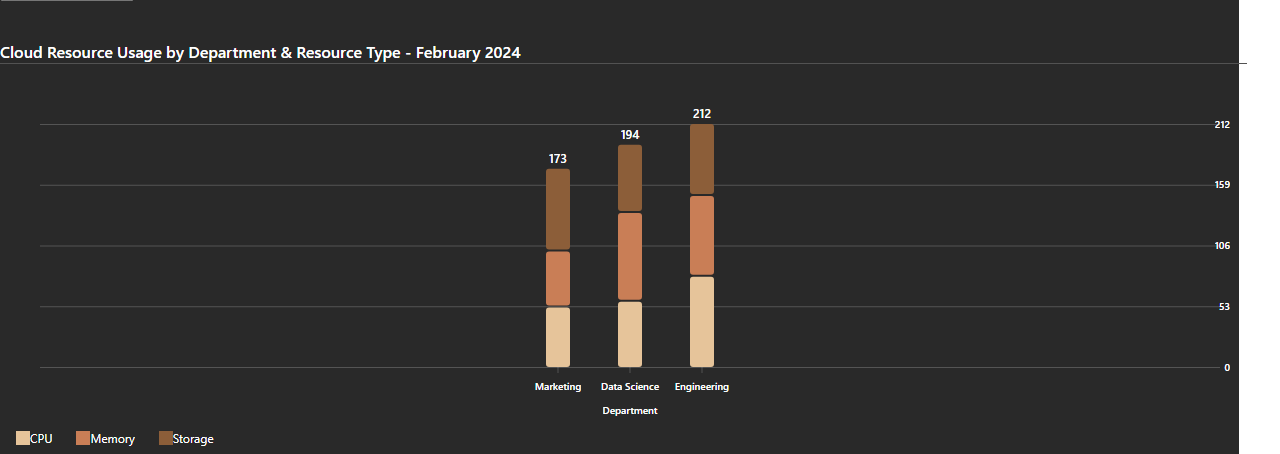 Cloud Resource Usage by Department & Resource Type - February 2024
212
194
173
212
159
106
53
0
Marketing Data Science Engineering
Department
CPU Memory Storage